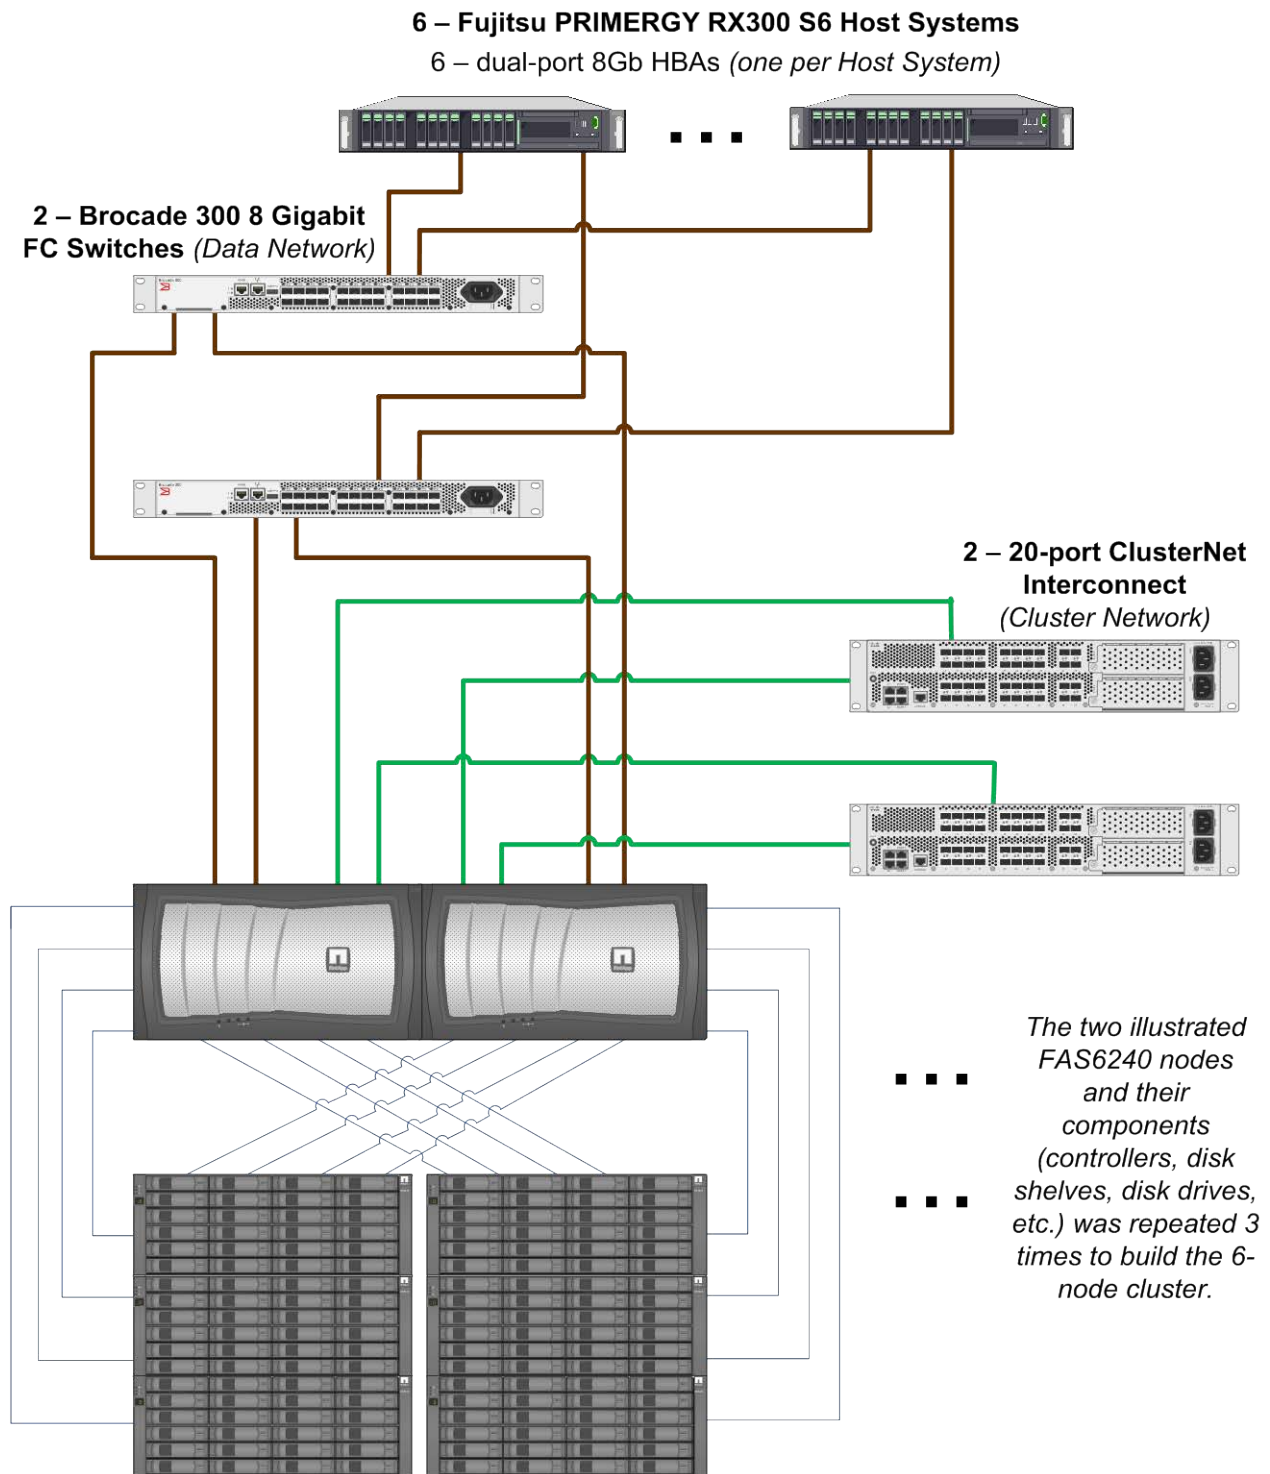 6 – Fujitsu PRIMERGY RX300 S6 Host Systems
6 – dual-port 8Gb HBAs (one per Host System)
2 – Brocade 300 8 Gigabit
FC Switches (Data Network)
2 – 20-port ClusterNet
Interconnect
(Cluster Network)
The two illustrated
FAS6240 nodes
and their
components
(controllers, disk
shelves, disk drives,
etc.) was repeated 3
times to build the 6-
node cluster.